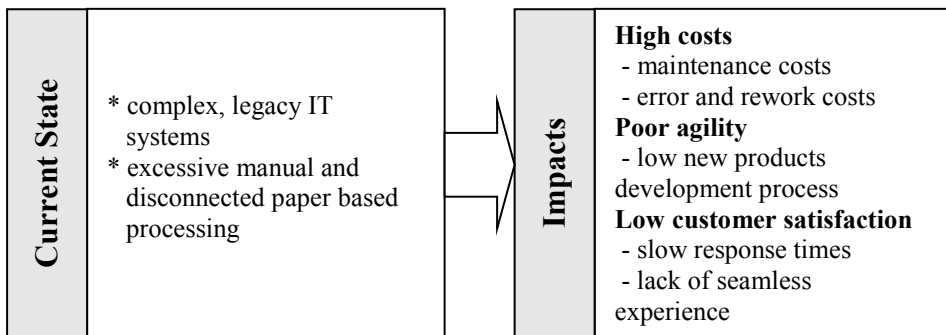 Current State
* complex, legacy IT
systems
* excessive manual and
disconnected paper based
processing
Impacts
High costs
- maintenance costs
- error and rework costs
Poor agility
- low new products
development process
Low customer satisfaction
- slow response times
- lack of seamless
experience